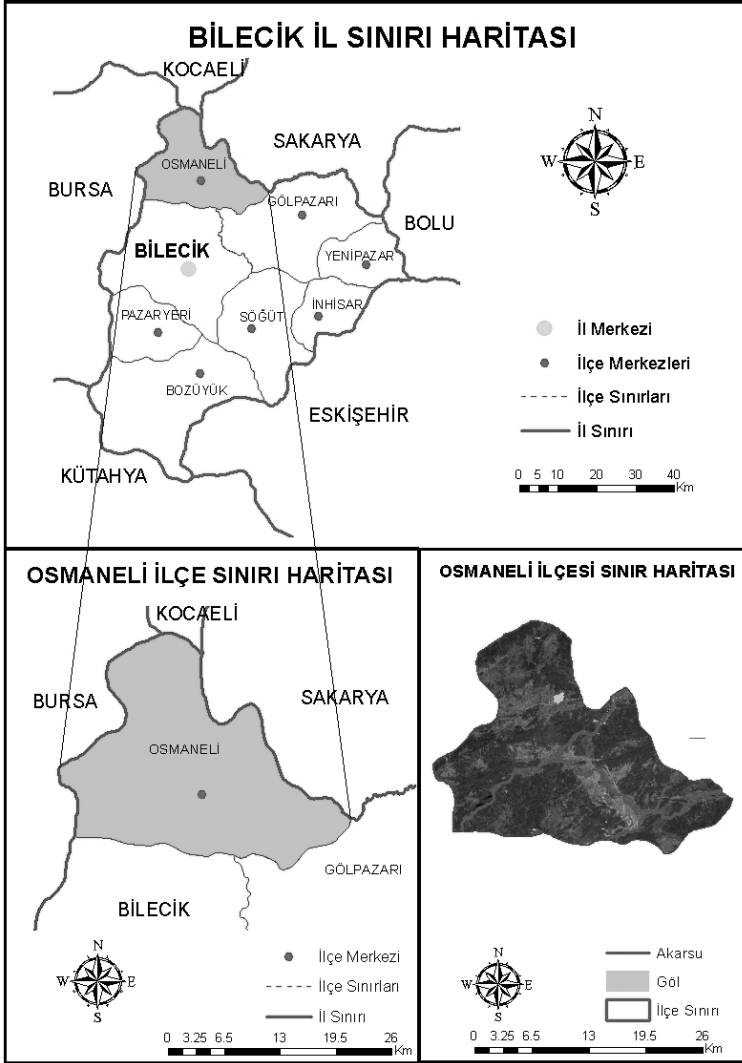 BİLECİK İL SINIRI HARİTASI
KOCAELİ
SAKARYA
OSMANELİ
BURSA
GÖLPAZARI
BOLU
BİLECİK
YENİPAZAR
PAZARYERİ
SÖĞÜT
İNHİSAR
BOZÜYÜK
ESKİŞEHİR
KÜTAHYA
N
W E
S
İl Merkezi
İlçe Merkezleri
İlçe Sınırları
İl Sınırı
0 5 10 20 30 40
Km
OSMANELİ İLÇE SINIRI HARİTASI
KOCAELİ
BURSA
SAKARYA
OSMANELİ
GÖLPAZARI
BİLECİK
N
W E
S
İlçe Merkezi
İlçe Sınırları
İl Sınırı
0 3.25 6.5 13 19.5 26
Km
OSMANELİ İLÇESİ SINIR HARİTASI
N
W E
S
Akarsu
Göl
İlçe Sınırı
0 3.25 6.5 13 19.5 26
Km